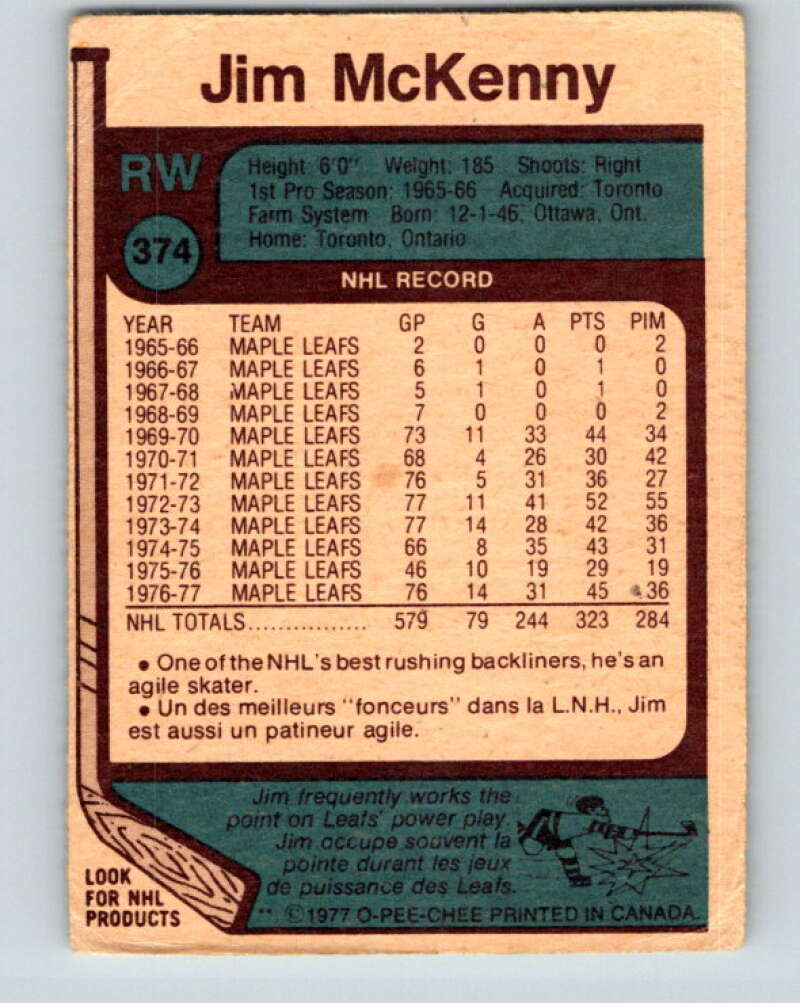 Jim McKenny
RW
374
Height: 6'0" Weight: 185 Shoots: Right
1st Pro Season: 1965-66 Acquired: Toronto
Farm System Born: 12-1-46, Ottawa, Ont.
Home: Toronto, Ontario
NHL RECORD
YEAR TEAM GP G A PTS PIM
1965-66 MAPLE LEAFS 2 0 0 0 2
1966-67 MAPLE LEAFS 6 1 0 1 0
1967-68 MAPLE LEAFS 5 1 0 1 0
1968-69 MAPLE LEAFS 7 0 0 0 2
1969-70 MAPLE LEAFS 73 11 33 44 34
1970-71 MAPLE LEAFS 68 4 26 30 42
1971-72 MAPLE LEAFS 76 5 31 36 27
1972-73 MAPLE LEAFS 77 11 41 52 55
1973-74 MAPLE LEAFS 77 14 28 42 36
1974-75 MAPLE LEAFS 66 8 35 43 31
1975-76 MAPLE LEAFS 46 10 19 29 19
1976-77 MAPLE LEAFS 76 14 31 45 36
NHL TOTALS................ 579 79 244 323 284
• One of the NHL's best rushing backliners, he's an
agile skater.
• Un des meilleurs "fonceurs" dans la L.N.H., Jim
est aussi un patineur agile.
Jim frequently works the
point on Leafs' power play.
Jim occupe souvent la
pointe durant les jeux
de puissance des Leafs.
LOOK
FOR NHL
PRODUCTS
** ©1977 O-PEE-CHEE PRINTED IN CANADA.